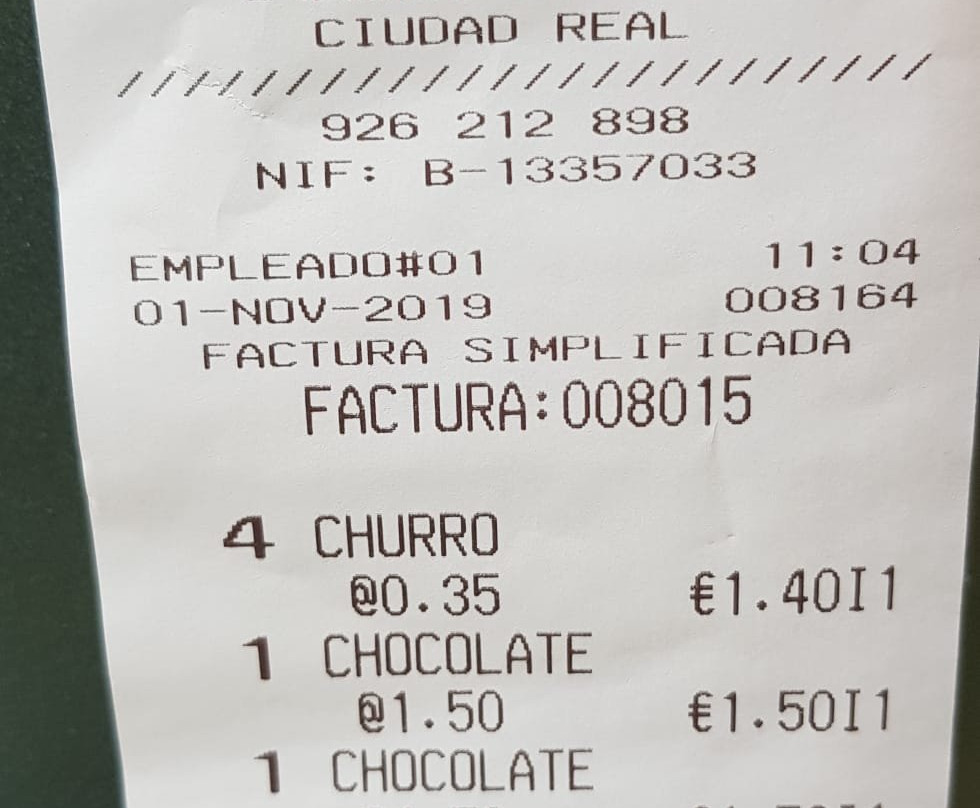 CIUDAD REAL
////////////////////////////////
926 212 898
NIF: B-13357033
EMPLEADO#01 11:04
01-NOV-2019 008164
FACTURA SIMPLIFICADA
FACTURA:008015
4 CHURRO
@0.35 €1.40I1
1 CHOCOLATE
@1.50 €1.50I1
1 CHOCOLATE